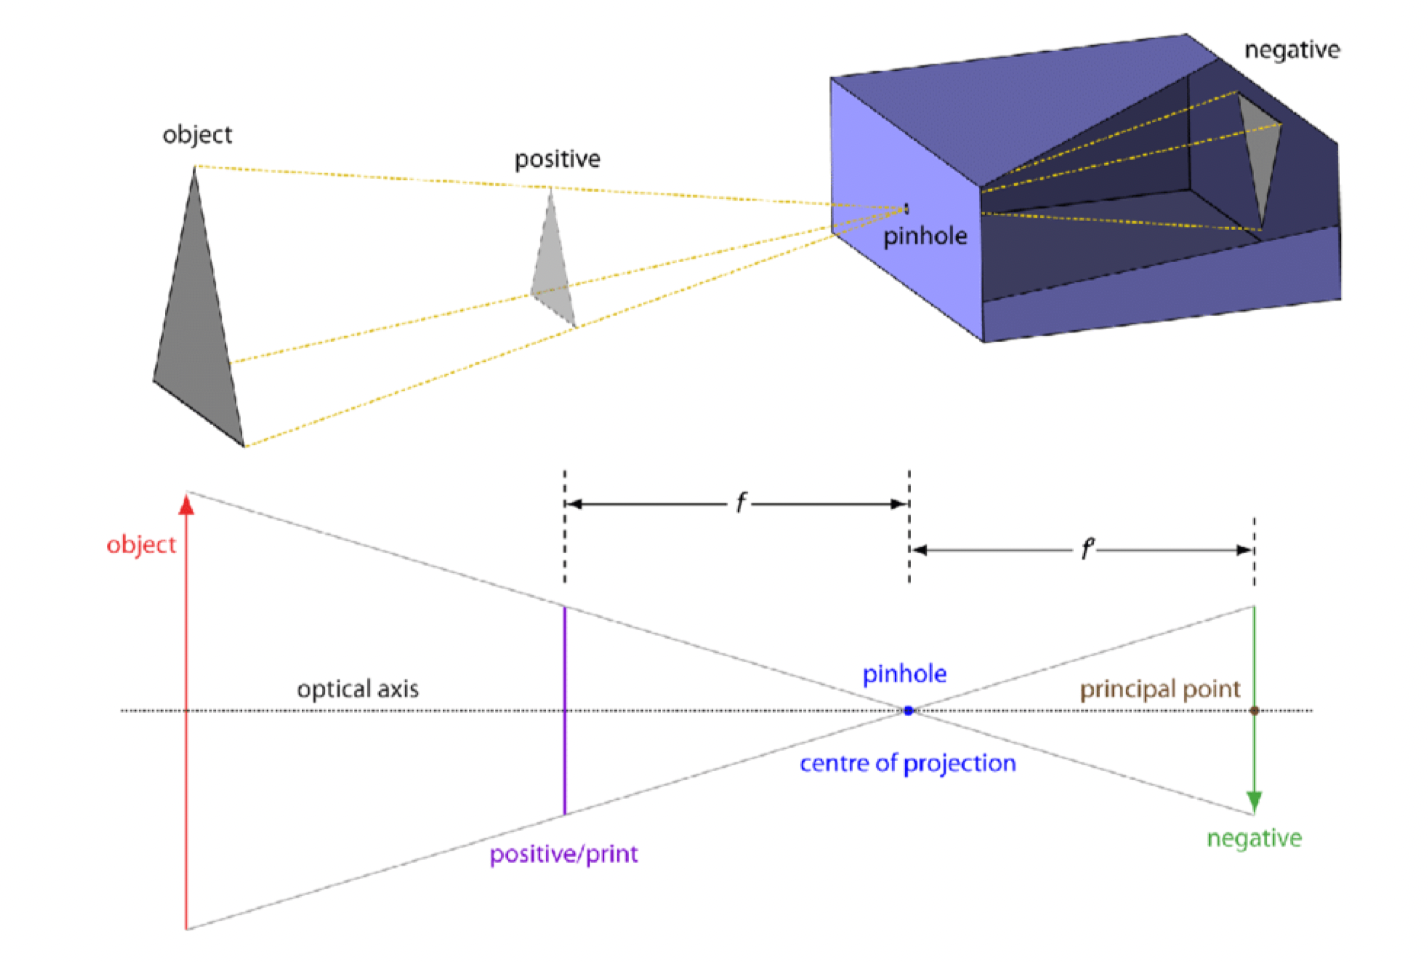 negative
object
positive
pinhole
f
object
f
pinhole
optical axis
principal point
centre of projection
negative
positive/print